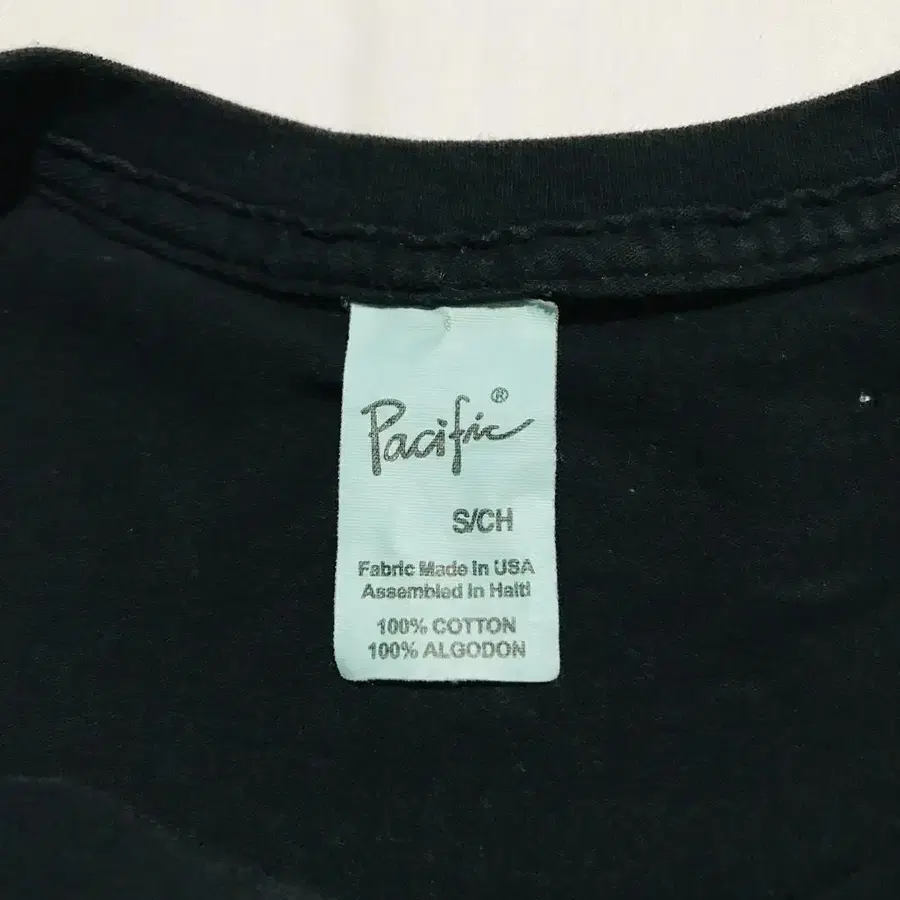 Pacific®
S/CH
Fabric Made In USA
Assembled In Haiti
100% COTTON
100% ALGODON